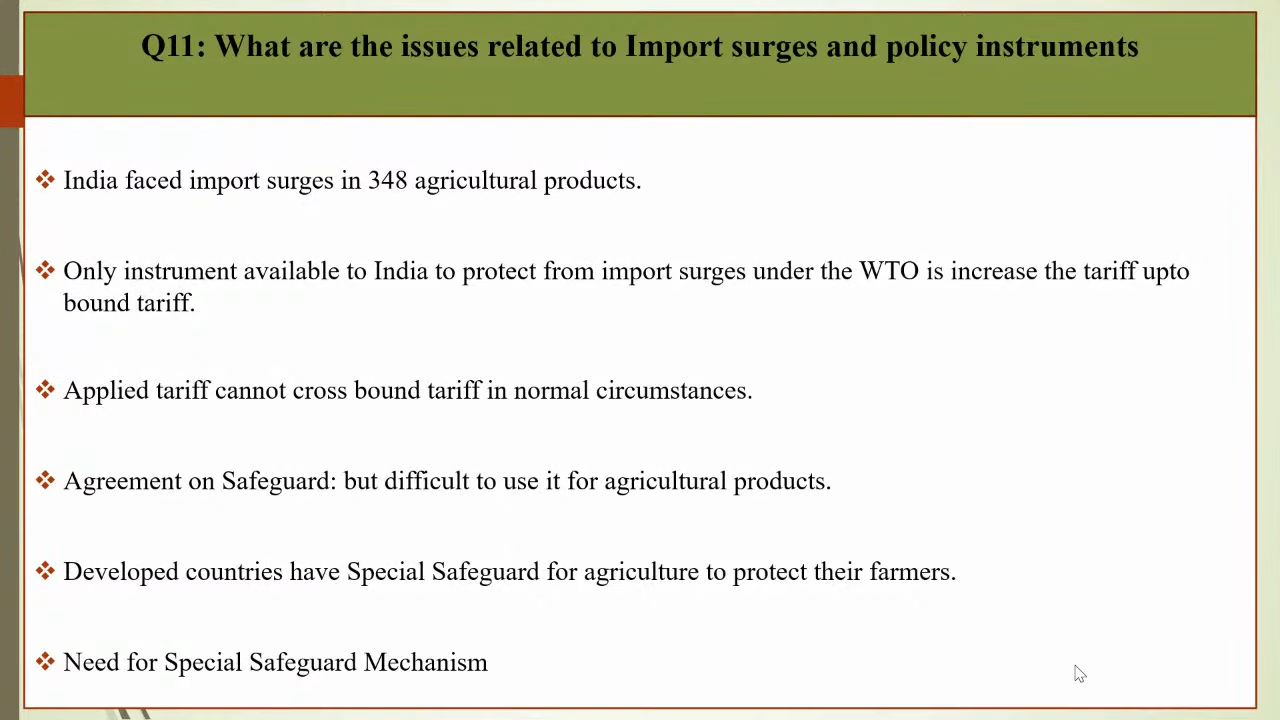 Q11: What are the issues related to Import surges and policy instruments
India faced import surges in 348 agricultural products.
Only instrument available to India to protect from import surges under the WTO is increase the tariff upto
bound tariff.
Applied tariff cannot cross bound tariff in normal circumstances.
Agreement on Safeguard: but difficult to use it for agricultural products.
Developed countries have Special Safeguard for agriculture to protect their farmers.
Need for Special Safeguard Mechanism